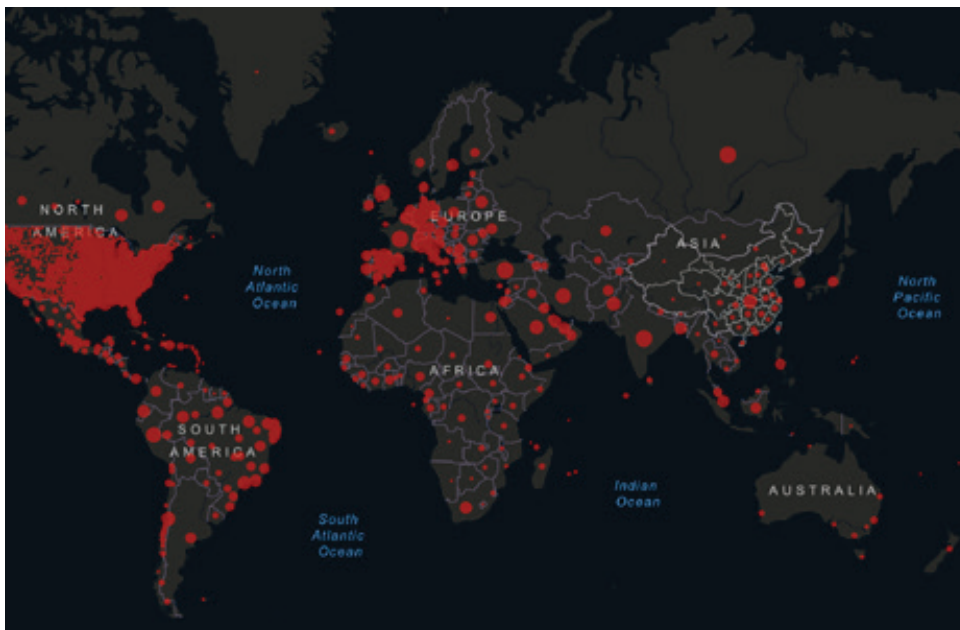 NORTH
AMERICA
EUROPE
ASIA
North
Atlantic
Ocean
North
Pacific
Ocean
AFRICA
SOUTH
AMERICA
Indian
Ocean
AUSTRALIA
South
Atlantic
Ocean